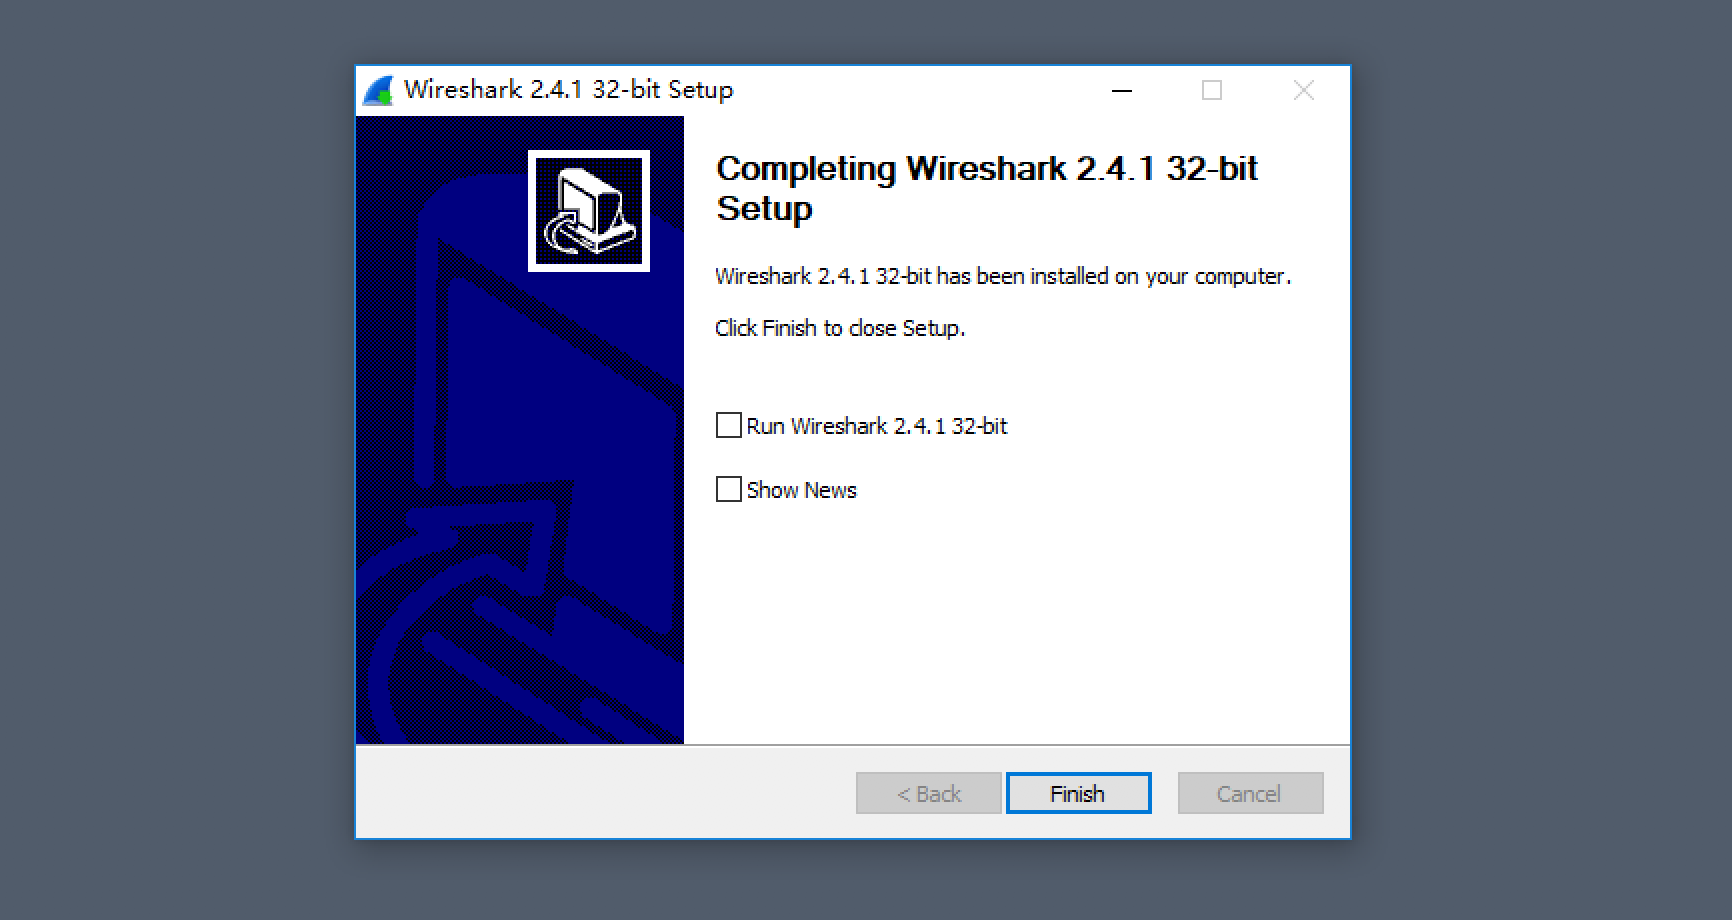 Wireshark 2.4.1 32-bit Setup
Completing Wireshark 2.4.1 32-bit
Setup
Wireshark 2.4.1 32-bit has been installed on your computer.
Click Finish to close Setup.
Run Wireshark 2.4.1 32-bit
Show News
< Back
Finish
Cancel